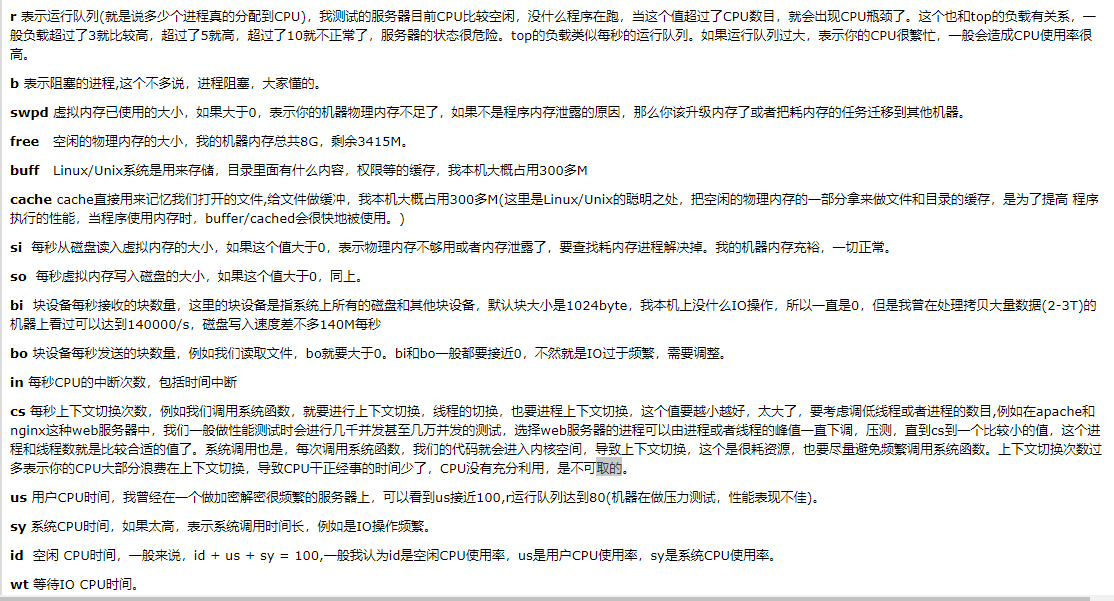 r 表示运行队列(就是说多少个进程真的分配到CPU)，我测试的服务器目前CPU比较空闲，没什么程序在跑，当这个值超过了CPU数目，就会出现CPU瓶颈了。这个也和top的负载有关系，一
般负载超过了3就比较高，超过了5就高，超过了10就不正常了，服务器的状态很危险。top的负载类似每秒的运行队列。如果运行队列过大，表示你的CPU很繁忙，一般会造成CPU使用率很
高。
b 表示阻塞的进程,这个不多说，进程阻塞，大家懂的。
swpd 虚拟内存已使用的大小，如果大于0，表示你的机器物理内存不足了，如果不是程序内存泄露的原因，那么你该升级内存了或者把耗内存的任务迁移到其他机器。
free 空闲的物理内存的大小，我的机器内存总共8G，剩余3415M。
buff Linux/Unix系统是用来存储，目录里面有什么内容，权限等的缓存，我本机大概占用300多M
cache cache直接用来记忆我们打开的文件,给文件做缓冲，我本机大概占用300多M(这里是Linux/Unix的聪明之处，把空闲的物理内存的一部分拿来做文件和目录的缓存，是为了提高 程序
执行的性能，当程序使用内存时，buffer/cached会很快地被使用。)
si 每秒从磁盘读入虚拟内存的大小，如果这个值大于0，表示物理内存不够用或者内存泄露了，要查找耗内存进程解决掉。我的机器内存充裕，一切正常。
so 每秒虚拟内存写入磁盘的大小，如果这个值大于0，同上。
bi 块设备每秒接收的块数量，这里的块设备是指系统上所有的磁盘和其他块设备，默认块大小是1024byte，我本机上没什么IO操作，所以一直是0，但是我曾在处理拷贝大量数据(2-3T)的
机器上看过可以达到140000/s，磁盘写入速度差不多140M每秒
bo 块设备每秒发送的块数量，例如我们读取文件，bo就要大于0。bi和bo一般都要接近0，不然就是IO过于频繁，需要调整。
in 每秒CPU的中断次数，包括时间中断
cs 每秒上下文切换次数，例如我们调用系统函数，就要进行上下文切换，线程的切换，也要进程上下文切换，这个值要越小越好，太大了，要考虑调低线程或者进程的数目,例如在apache和
nginx这种web服务器中，我们一般做性能测试时会进行几千并发甚至几万并发的测试，选择web服务器的进程可以由进程或者线程的峰值一直下调，压测，直到cs到一个比较小的值，这个进
程和线程数就是比较合适的值了。系统调用也是，每次调用系统函数，我们的代码就会进入内核空间，导致上下文切换，这个是很耗资源，也要尽量避免频繁调用系统函数。上下文切换次数过
多表示你的CPU大部分浪费在上下文切换，导致CPU干正经事的时间少了，CPU没有充分利用，是不可取的。
us 用户CPU时间，我曾经在一个做加密解密很频繁的服务器上，可以看到us接近100,r运行队列达到80(机器在做压力测试，性能表现不佳)。
sy 系统CPU时间，如果太高，表示系统调用时间长，例如是IO操作频繁。
id 空闲 CPU时间，一般来说，id + us + sy = 100,一般我认为id是空闲CPU使用率，us是用户CPU使用率，sy是系统CPU使用率。
wt 等待IO CPU时间。